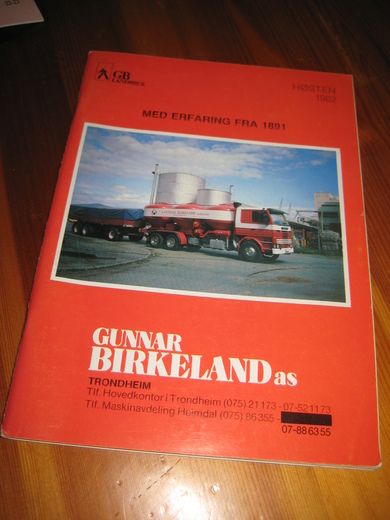 GB
HØSTEN
1982
MED ERFARING FRA 1891
GUNNAR
BIRKELAND as
TRONDHEIM
Tlf. Hovedkontor i Trondheim (075) 21 173 - 07-52 11 73
Tlf. Maskinavdeling Heimdal (075) 86 355 -
07-88 63 55